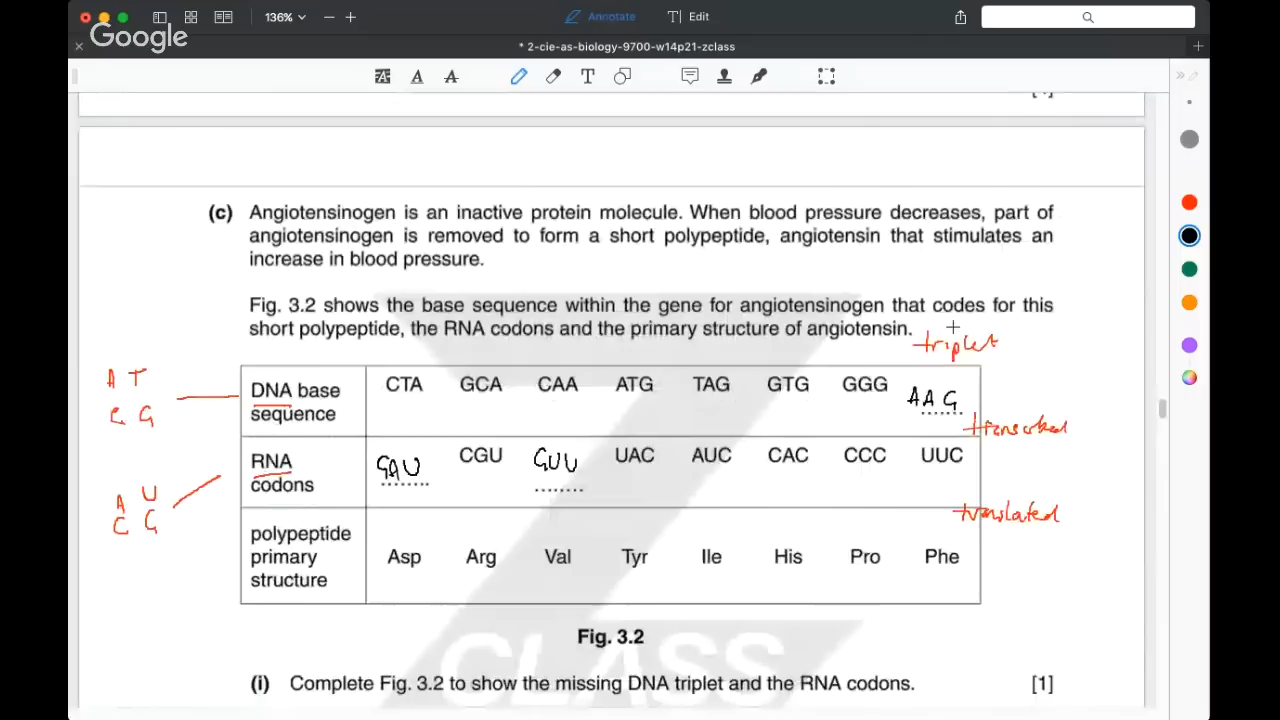 136%
Annotate
Edit
Google
* 2-cie-as-biology-9700-w14p21-zclass
(c) Angiotensinogen is an inactive protein molecule. When blood pressure decreases, part of
angiotensinogen is removed to form a short polypeptide, angiotensin that stimulates an
increase in blood pressure.
Fig. 3.2 shows the base sequence within the gene for angiotensinogen that codes for this
short polypeptide, the RNA codons and the primary structure of angiotensin.
triplet
A T
C G
DNA base sequence CTA GCA CAA ATG TAG GTG GGG AAG
transcribed
RNA codons GAU CGU GUU UAC AUC CAC CCC UUC
A U
C G
translated
polypeptide primary structure Asp Arg Val Tyr Ile His Pro Phe
Fig. 3.2
CLASS
(i) Complete Fig. 3.2 to show the missing DNA triplet and the RNA codons. [1]